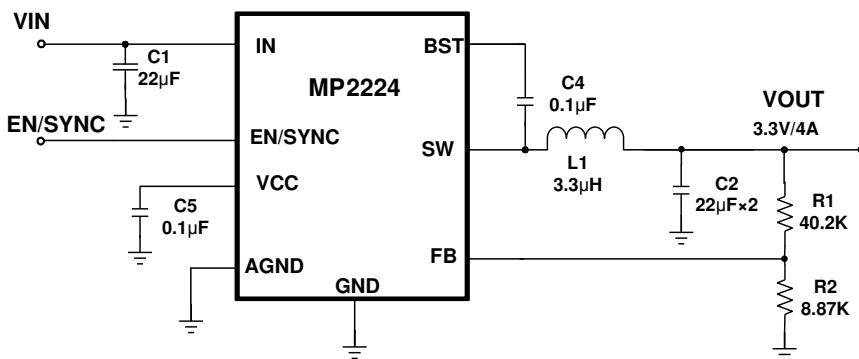 VIN
C1
22µF
IN
BST
MP2224
C4
0.1µF
VOUT
3.3V/4A
EN/SYNC
EN/SYNC
SW
L1
3.3µH
VCC
C5
0.1µF
C2
22µF×2
R1
40.2K
AGND
FB
GND
R2
8.87K